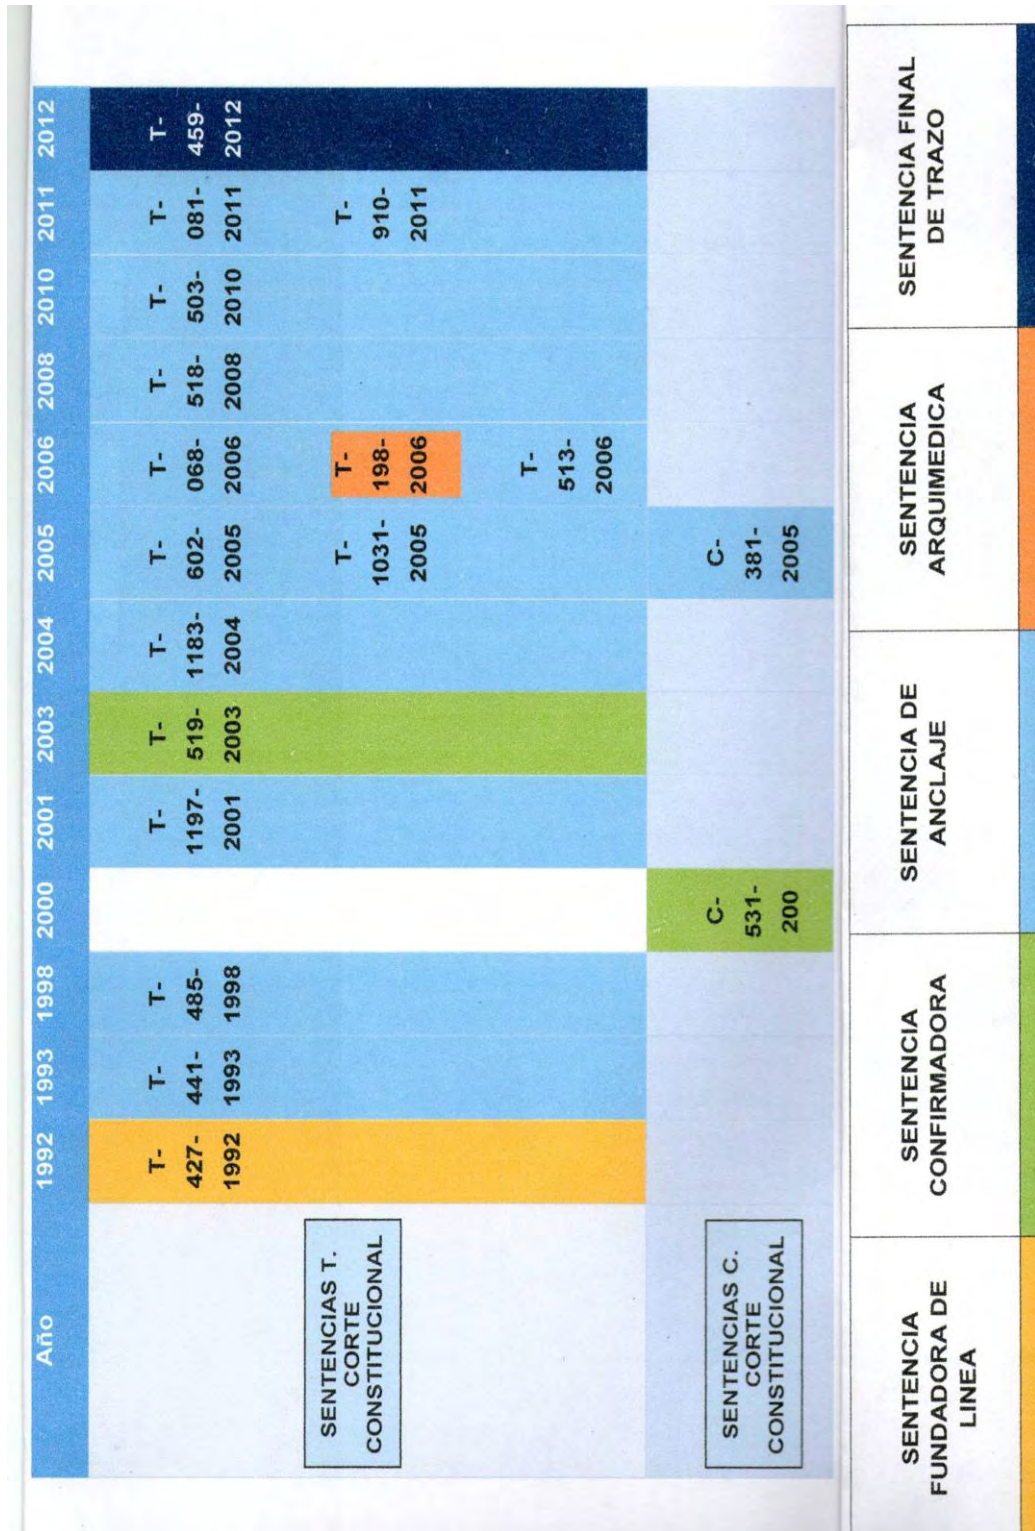 Año
1992
1993
1998
2000
2001
2003
2004
2005
2006
2008
2010
2011
2012
SENTENCIAS T.
CORTE
CONSTITUCIONAL
T-
427-
1992
T-
441-
1993
T-
485-
1998
T-
1197-
2001
T-
519-
2003
T-
1183-
2004
T-
602-
2005
T-
068-
2006
T-
518-
2008
T-
503-
2010
T-
081-
2011
T-
459-
2012
T-
1031-
2005
T-
198-
2006
T-
910-
2011
T-
513-
2006
SENTENCIAS C.
CORTE
CONSTITUCIONAL
C-
531-
200
C-
381-
2005
SENTENCIA
FUNDADORA DE
LINEA
SENTENCIA
CONFIRMADORA
SENTENCIA DE
ANCLAJE
SENTENCIA
ARQUIMEDICA
SENTENCIA FINAL
DE TRAZO